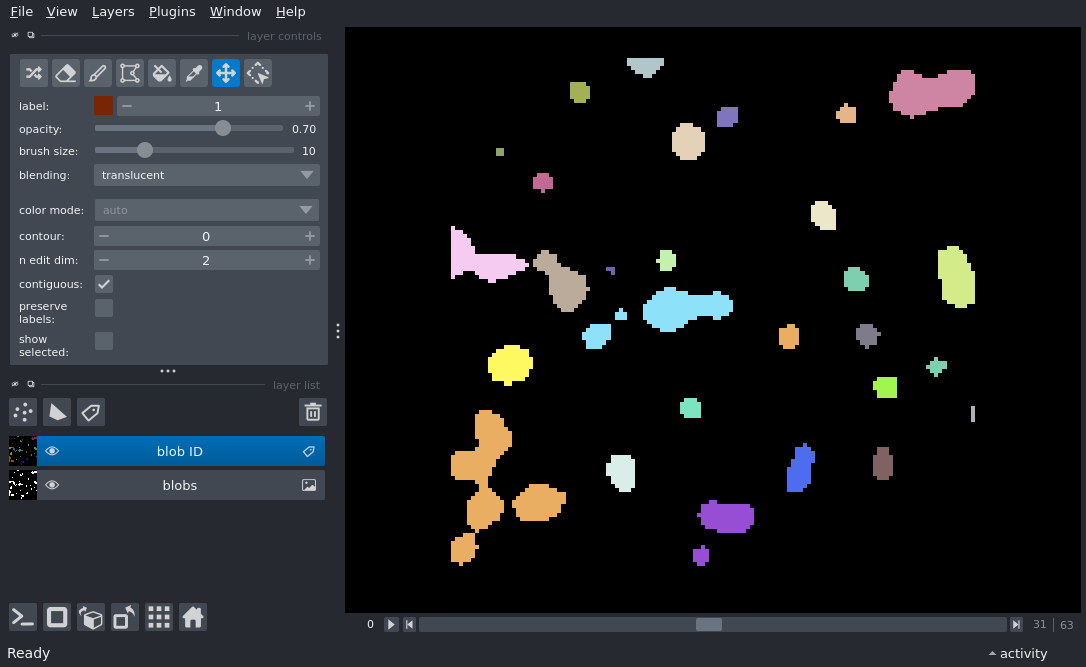 File View Layers Plugins Window Help
layer controls
label: 1
opacity: 0.70
brush size: 10
blending: translucent
color mode: auto
contour: 0
n edit dim: 2
contiguous:
preserve
labels:
show
selected:
layer list
blob ID
blobs
0 31 | 63
Ready activity